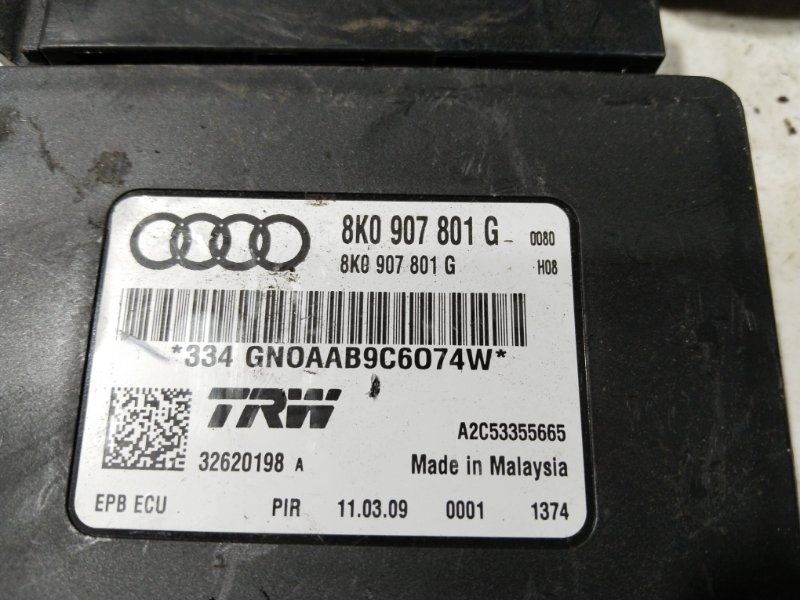 8K0 907 801 G 0080
8K0 907 801 G H08
*334 GN0AAB9C6074W*
TRW
A2C53355665
32620198 A Made in Malaysia
EPB ECU PIR 11.03.09 0001 1374